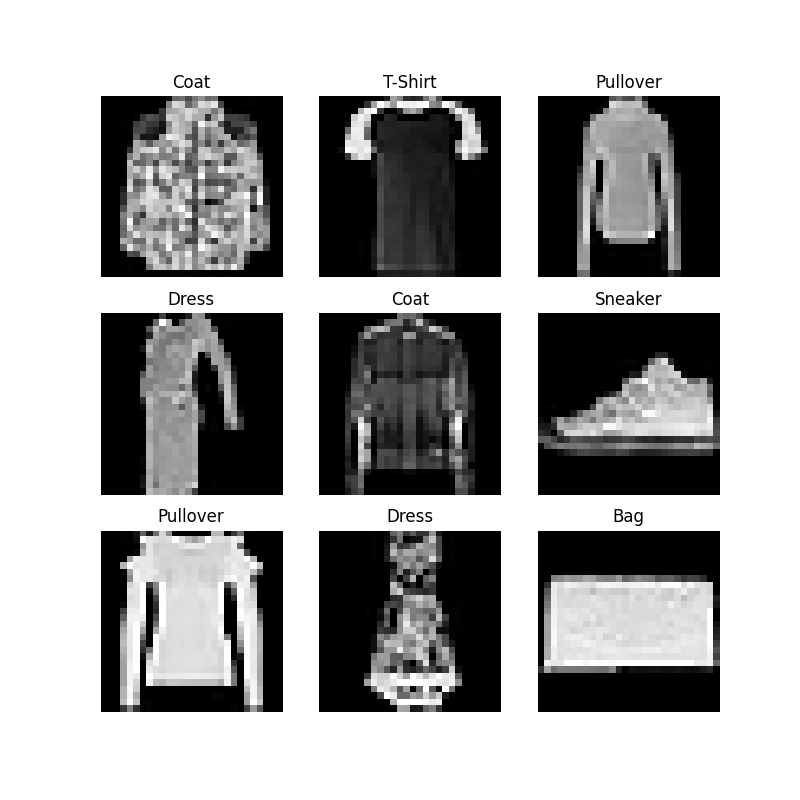 Coat
T-Shirt
Pullover
Dress
Coat
Sneaker
Pullover
Dress
Bag